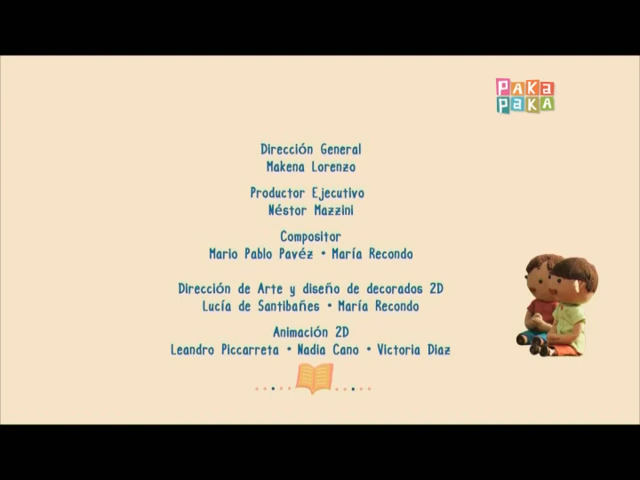 PAKA
PAKA
Dirección General
Makena Lorenzo
Productor Ejecutivo
Néstor Mazzini
Compositor
Mario Pablo Pavéz • María Recondo
Dirección de Arte y diseño de decorados 2D
Lucía de Santibañes • María Recondo
Animación 2D
Leandro Piccarreta • Nadia Cano • Victoria Diaz